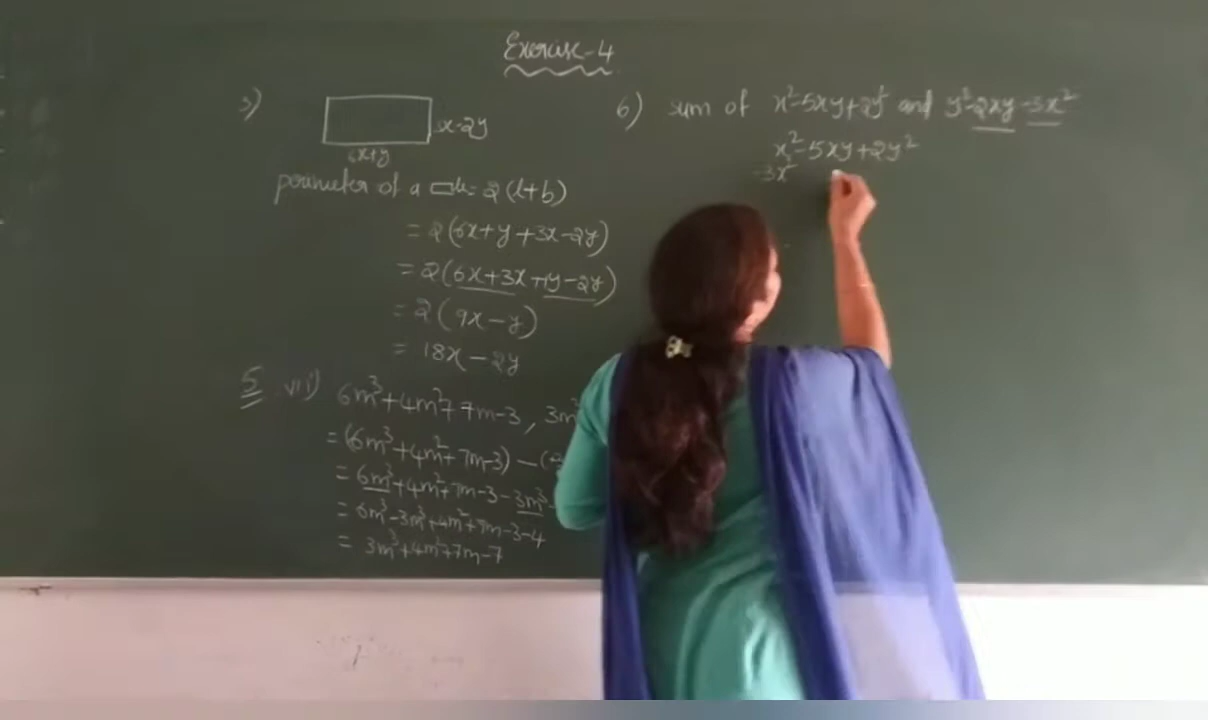 Exercise-4
3)
3x-2y
6x+y
perimeter of a ▭le = 2(l+b)
= 2(6x+y+3x-2y)
= 2(6x+3x+y-2y)
= 2(9x-y)
= 18x-2y
5 vii) 6m³+4m²+7m-3, 3m³
= (6m³+4m²+7m-3)-(
= 6m³+4m²+7m-3-3m³
= 6m³-3m³+4m²+7m-3-4
= 3m³+4m²+7m-7
6) sum of x²-5xy+2y² and y²-2xy-3x²
x²-5xy+2y²
-3x²